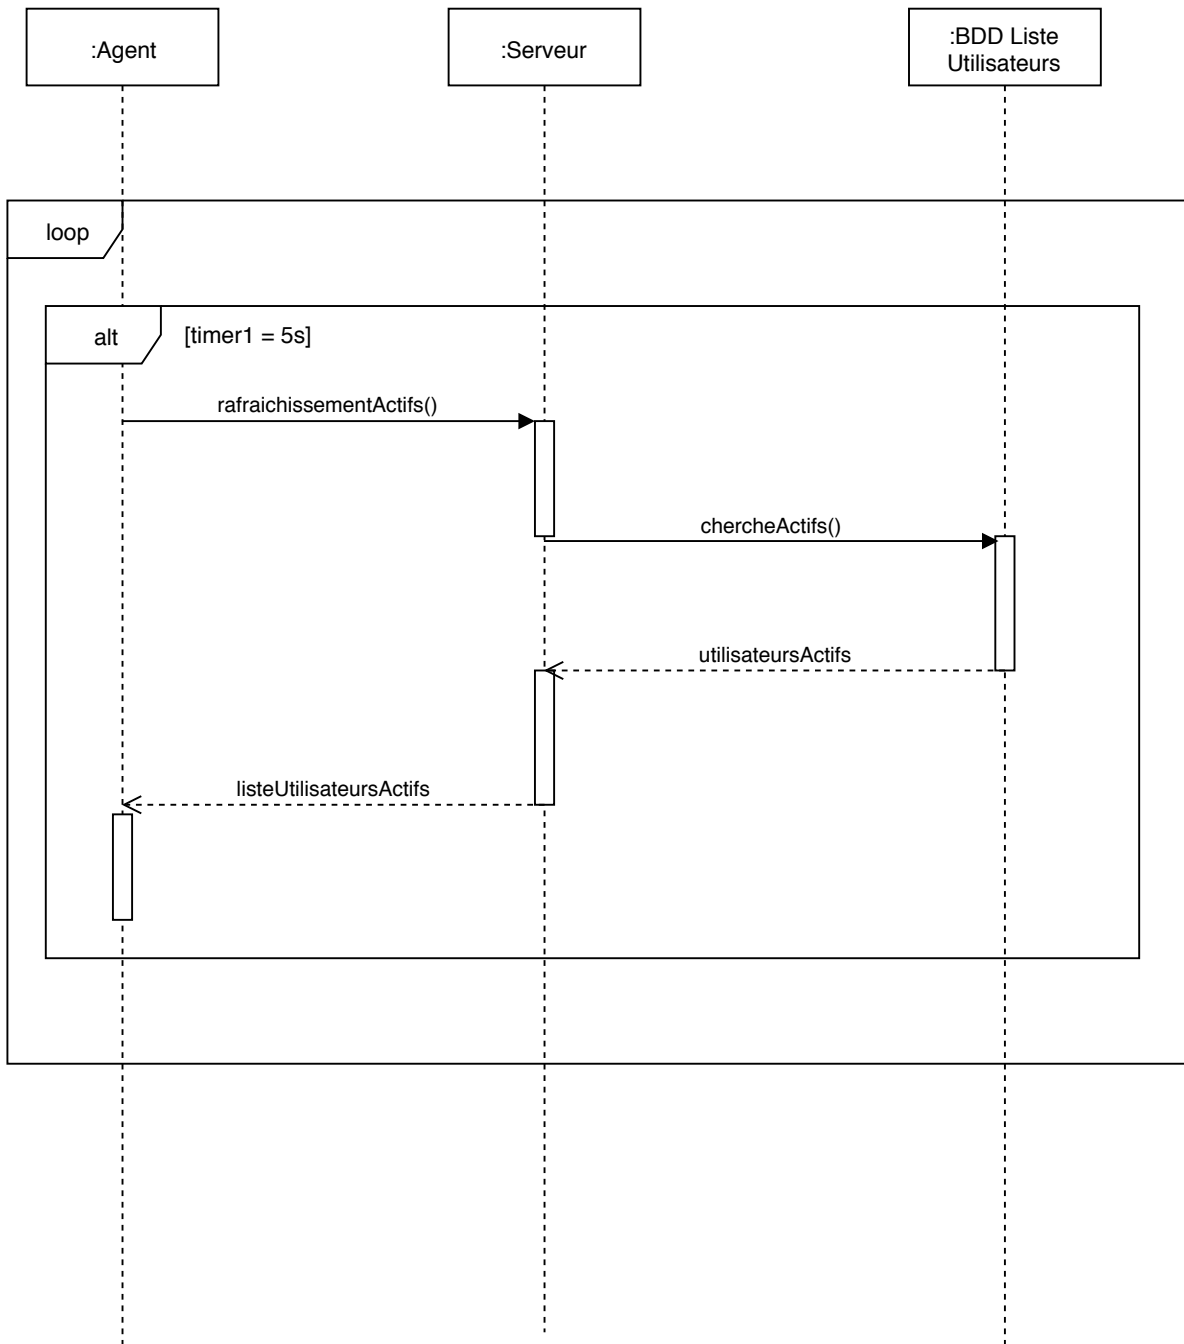 :Agent
:Serveur
:BDD Liste
Utilisateurs
loop
alt
[timer1 = 5s]
rafraichissementActifs()
chercheActifs()
utilisateursActifs
listeUtilisateursActifs